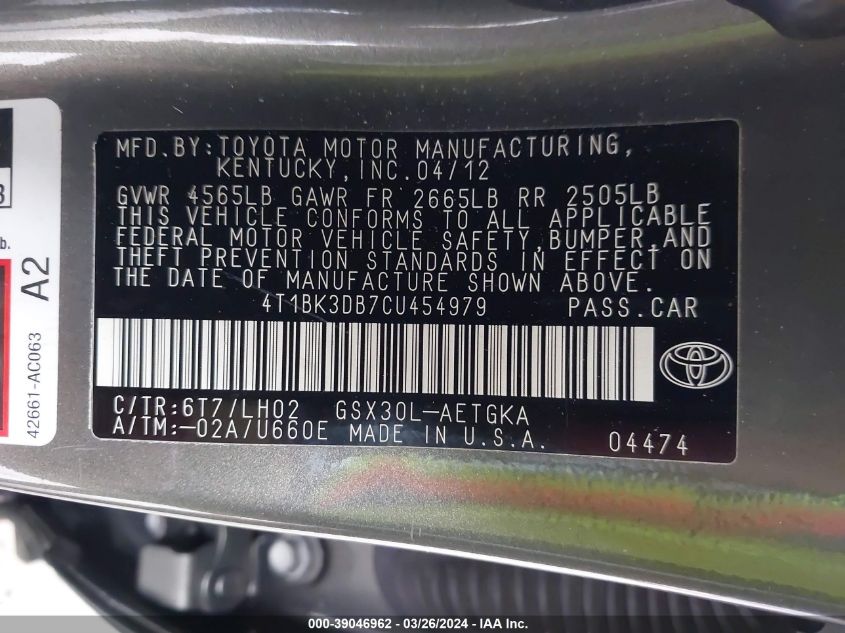 MFD.BY:TOYOTA MOTOR MANUFACTURING,
KENTUCKY,INC.04/12
GVWR 4565LB GAWR FR 2665LB RR 2505LB
THIS VEHICLE CONFORMS TO ALL APPLICABLE
FEDERAL MOTOR VEHICLE SAFETY,BUMPER,AND
THEFT PREVENTION STANDARDS IN EFFECT ON
THE DATE OF MANUFACTURE SHOWN ABOVE.
4T1BK3DB7CU454979 PASS.CAR
C/TR:6T7/LH02 GSX30L-AETGKA
A/TM:-02A/U660E MADE IN U.S.A. 04474
3
b.
A2
42661-AC063
000-39046962 - 03/26/2024 - IAA Inc.